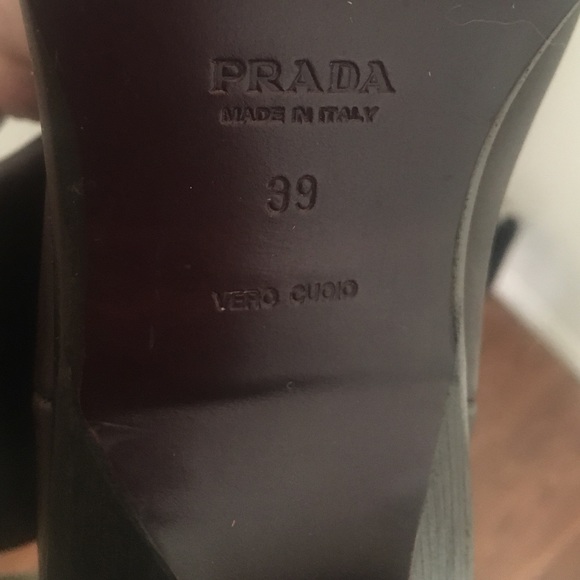 PRADA
MADE IN ITALY
39
VERO CUOIO